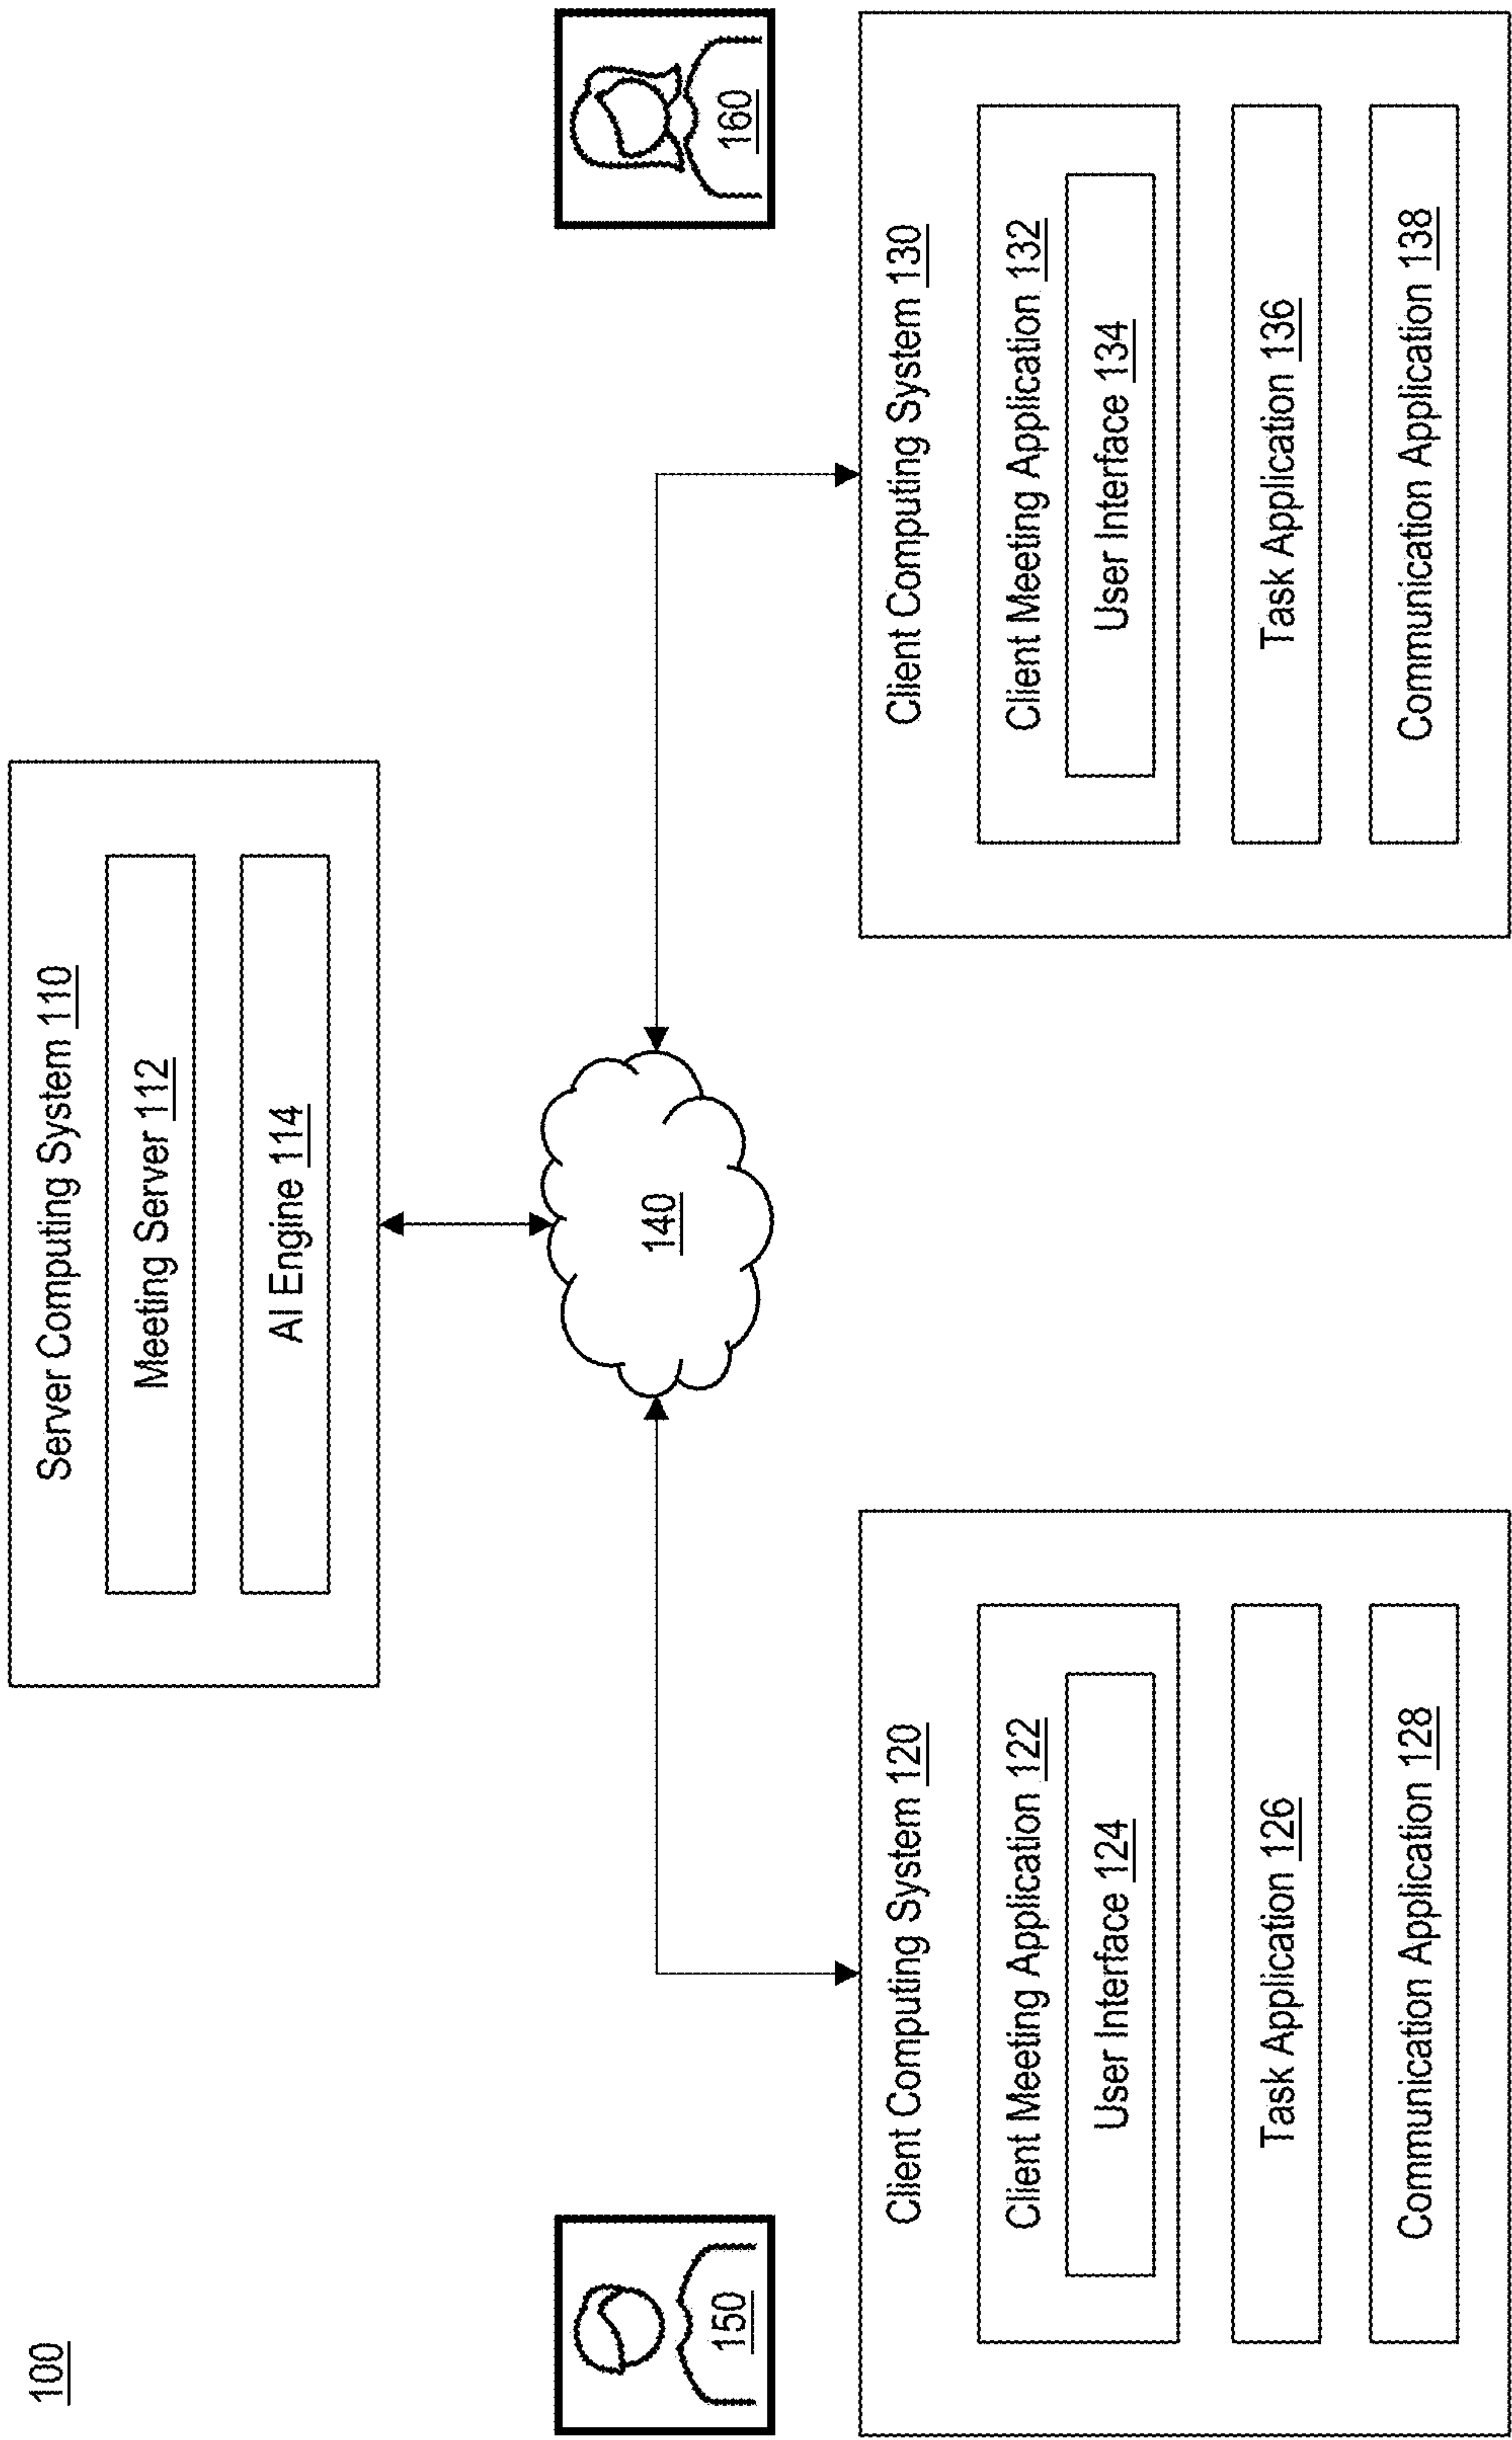 100
Server Computing System 110
Meeting Server 112
AI Engine 114
140
150
160
Client Computing System 120
Client Meeting Application 122
User Interface 124
Task Application 126
Communication Application 128
Client Computing System 130
Client Meeting Application 132
User Interface 134
Task Application 136
Communication Application 138